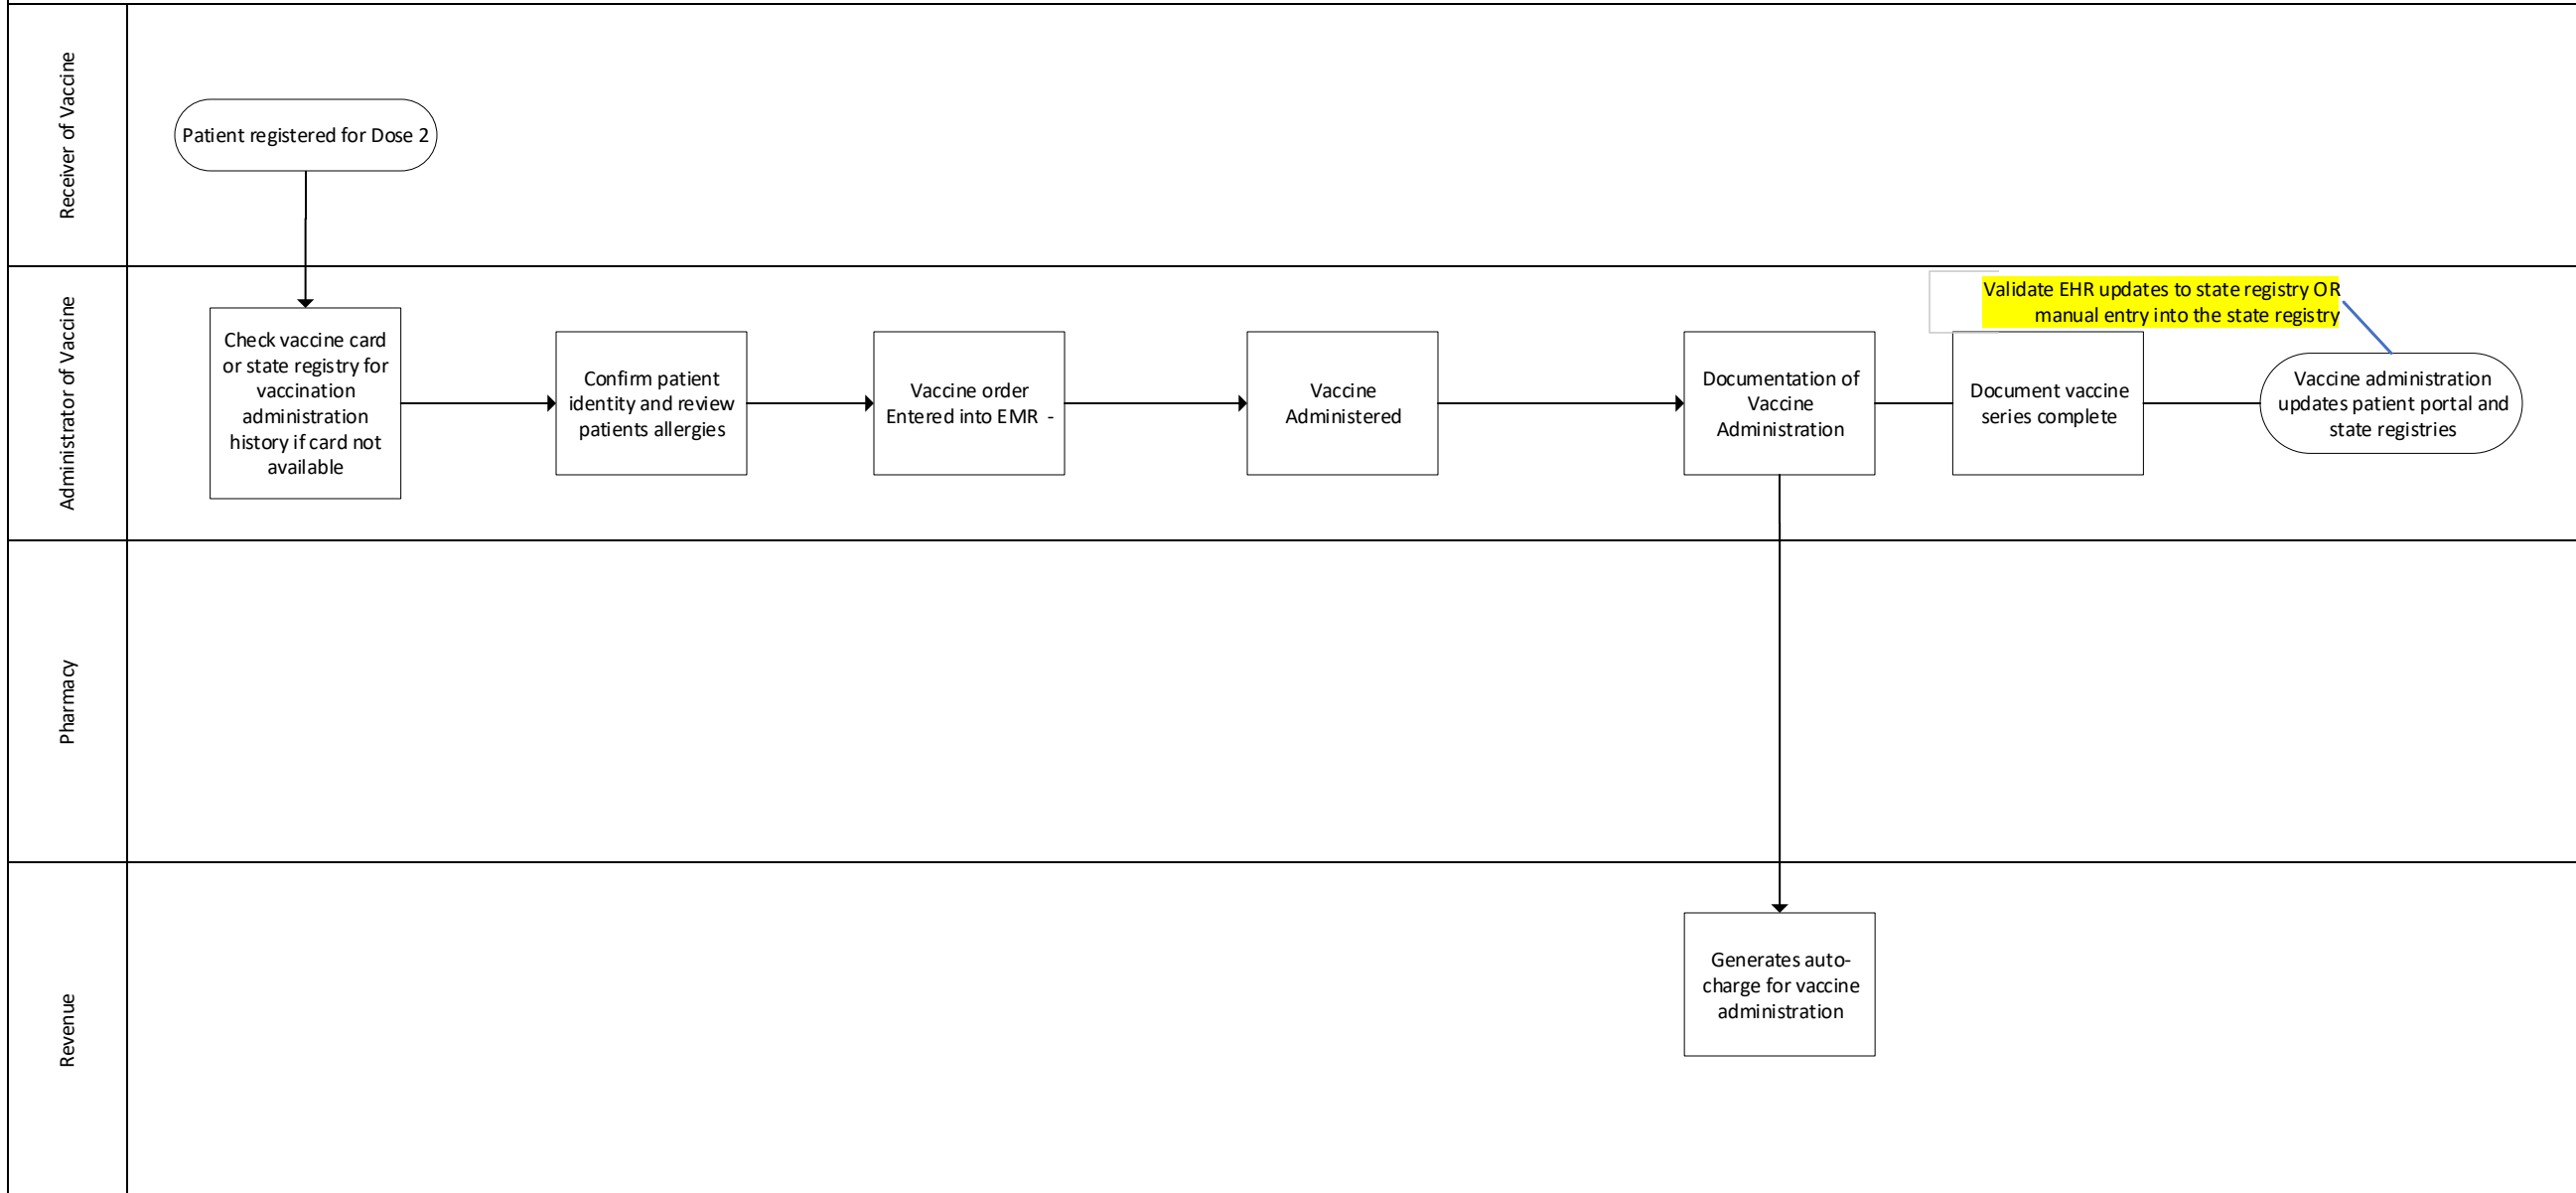 Receiver of Vaccine
Patient registered for Dose 2
Administrator of Vaccine
Check vaccine card
or state registry for
vaccination
administration
history if card not
available
Confirm patient
identity and review
patients allergies
Vaccine order
Entered into EMR -
Vaccine
Administered
Documentation of
Vaccine
Administration
Document vaccine
series complete
Validate EHR updates to state registry OR
manual entry into the state registry
Vaccine administration
updates patient portal and
state registries
Pharmacy
Revenue
Generates auto-
charge for vaccine
administration